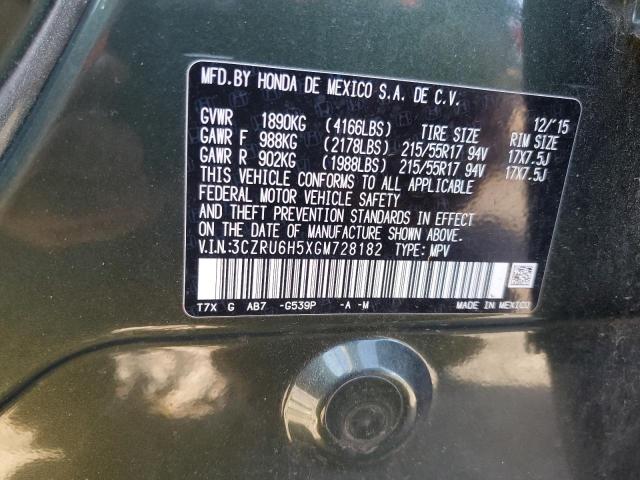 MFD.BY HONDA DE MEXICO S.A. DE C.V.
12/'15
GVWR 1890KG (4166LBS) TIRE SIZE RIM SIZE
GAWR F 988KG (2178LBS) 215/55R17 94V 17X7.5J
GAWR R 902KG (1988LBS) 215/55R17 94V 17X7.5J
THIS VEHICLE CONFORMS TO ALL APPLICABLE
FEDERAL MOTOR VEHICLE SAFETY
AND THEFT PREVENTION STANDARDS IN EFFECT
ON DATE OF MANUFACTURE SHOWN ABOVE.
V.I.N:3CZRU6H5XGM728182 TYPE: MPV
T7X G AB7 -G539P -A -M MADE IN MEXICO